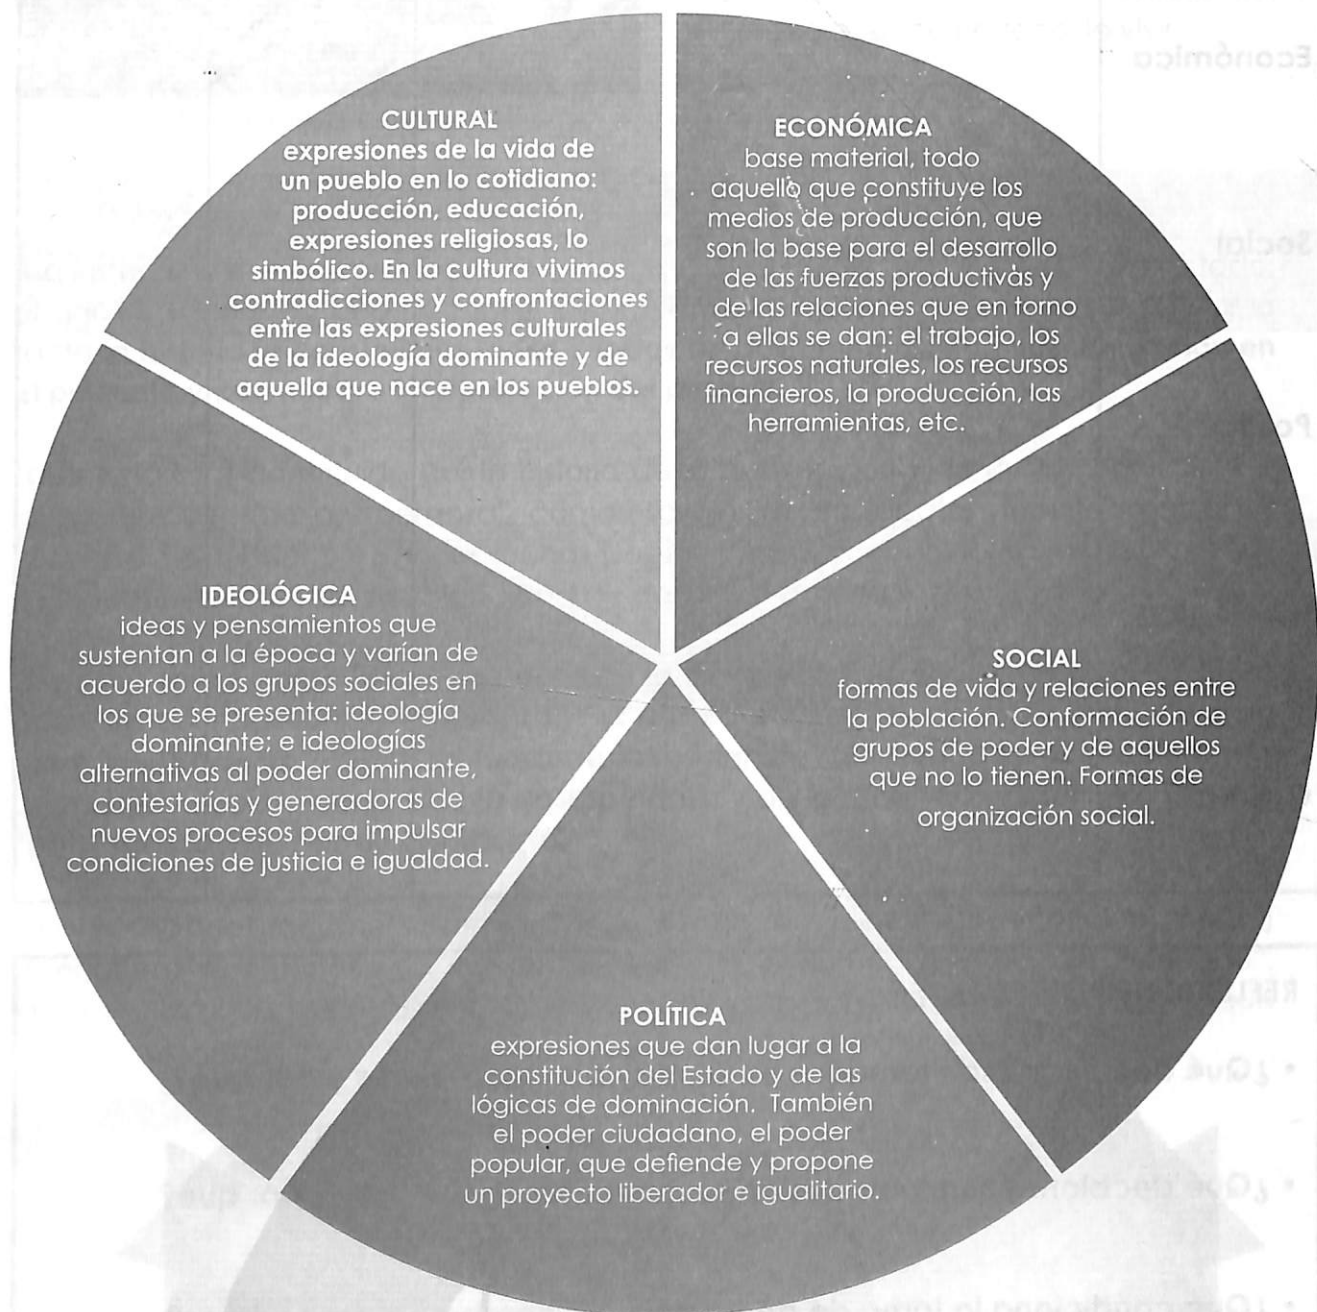 CULTURAL
expresiones de la vida de
un pueblo en lo cotidiano:
producción, educación,
expresiones religiosas, lo
simbólico. En la cultura vivimos
contradicciones y confrontaciones
entre las expresiones culturales
de la ideología dominante y de
aquella que nace en los pueblos.
ECONÓMICA
base material, todo
aquello que constituye los
medios de producción, que
son la base para el desarrollo
de las fuerzas productivas y
de las relaciones que en torno
a ellas se dan: el trabajo, los
recursos naturales, los recursos
financieros, la producción, las
herramientas, etc.
SOCIAL
formas de vida y relaciones entre
la población. Conformación de
grupos de poder y de aquellos
que no lo tienen. Formas de
organización social.
POLÍTICA
expresiones que dan lugar a la
constitución del Estado y de las
lógicas de dominación. También
el poder ciudadano, el poder
popular, que defiende y propone
un proyecto liberador e igualitario.
IDEOLÓGICA
ideas y pensamientos que
sustentan a la época y varían de
acuerdo a los grupos sociales en
los que se presenta: ideología
dominante; e ideologías
alternativas al poder dominante,
contestarías y generadoras de
nuevos procesos para impulsar
condiciones de justicia e igualdad.
Económica
Social
• ¿Qué